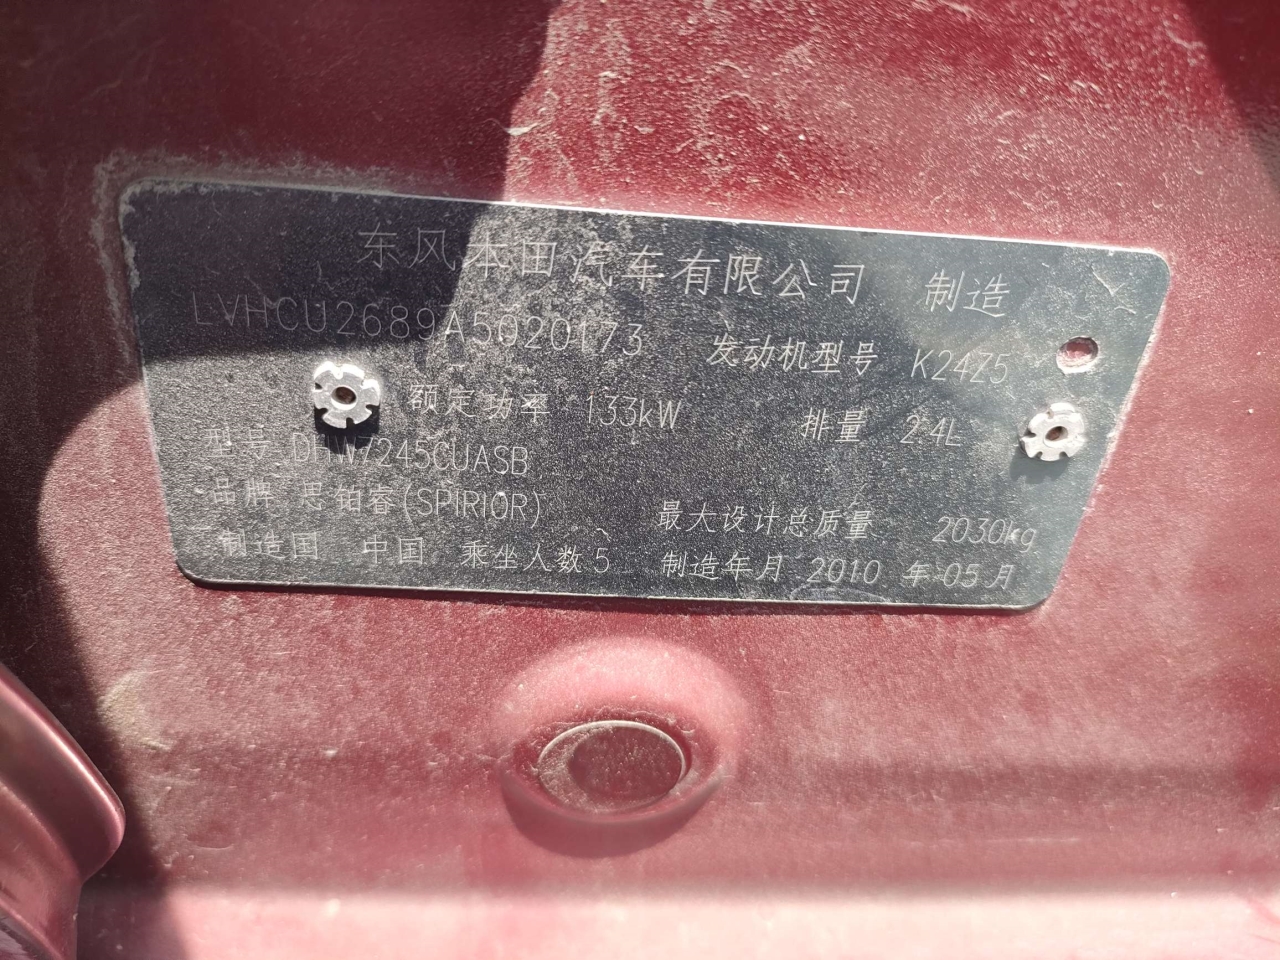 东风本田汽车有限公司 制造
LVHCU2689A5020173 发动机型号 K24Z5
额定功率 133kW 排量 2.4L
型号 DHW7245CUASB
品牌 思铂睿(SPIRIOR) 最大设计总质量 2030kg
制造国 中国 乘坐人数 5 制造年月 2010 年 05 月